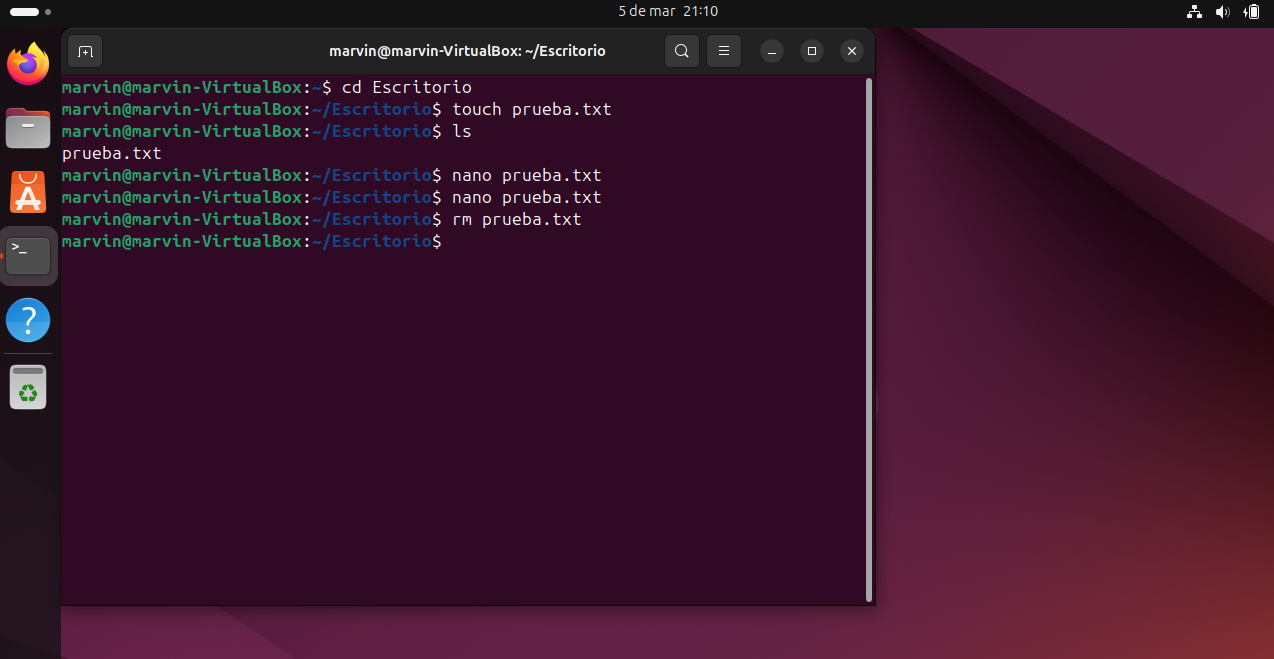 5 de mar 21:10
marvin@marvin-VirtualBox: ~/Escritorio
marvin@marvin-VirtualBox:~$ cd Escritorio
marvin@marvin-VirtualBox:~/Escritorio$ touch prueba.txt
marvin@marvin-VirtualBox:~/Escritorio$ ls
prueba.txt
marvin@marvin-VirtualBox:~/Escritorio$ nano prueba.txt
marvin@marvin-VirtualBox:~/Escritorio$ nano prueba.txt
marvin@marvin-VirtualBox:~/Escritorio$ rm prueba.txt
marvin@marvin-VirtualBox:~/Escritorio$